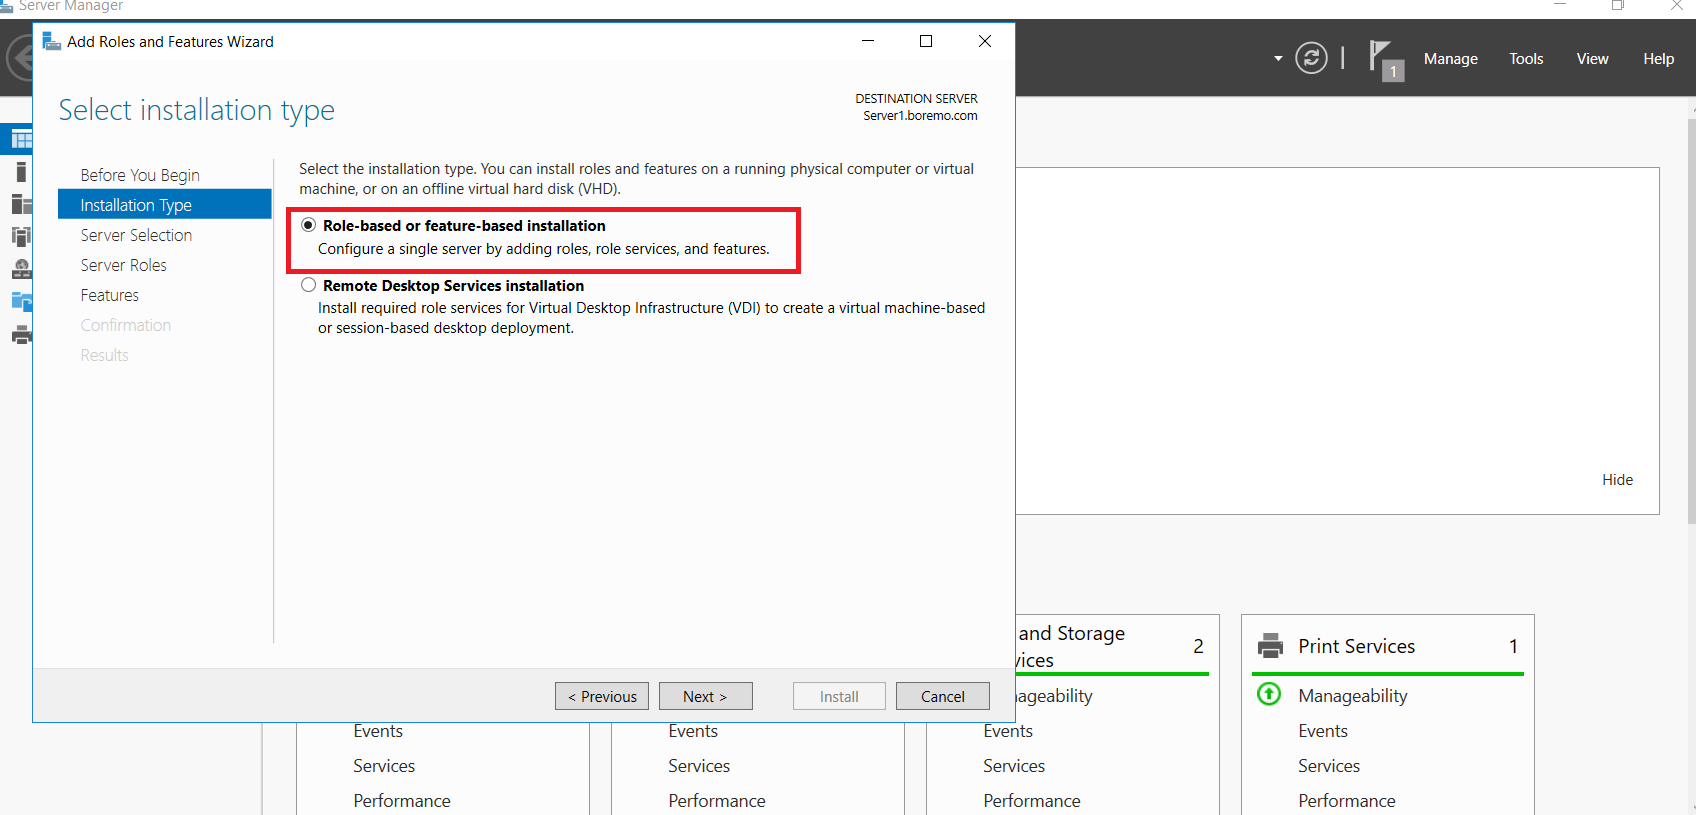 Server Manager
Add Roles and Features Wizard
1
Manage
Tools
View
Help
Select installation type
DESTINATION SERVER
Server1.boremo.com
Before You Begin
Installation Type
Server Selection
Server Roles
Features
Confirmation
Results
Select the installation type. You can install roles and features on a running physical computer or virtual
machine, or on an offline virtual hard disk (VHD).
Role-based or feature-based installation
Configure a single server by adding roles, role services, and features.
Remote Desktop Services installation
Install required role services for Virtual Desktop Infrastructure (VDI) to create a virtual machine-based
or session-based desktop deployment.
Hide
< Previous
Next >
Install
Cancel
Events
Services
Performance
Events
Services
Performance
and Storage
vices
2
nageability
Events
Services
Performance
Print Services
1
Manageability
Events
Services
Performance